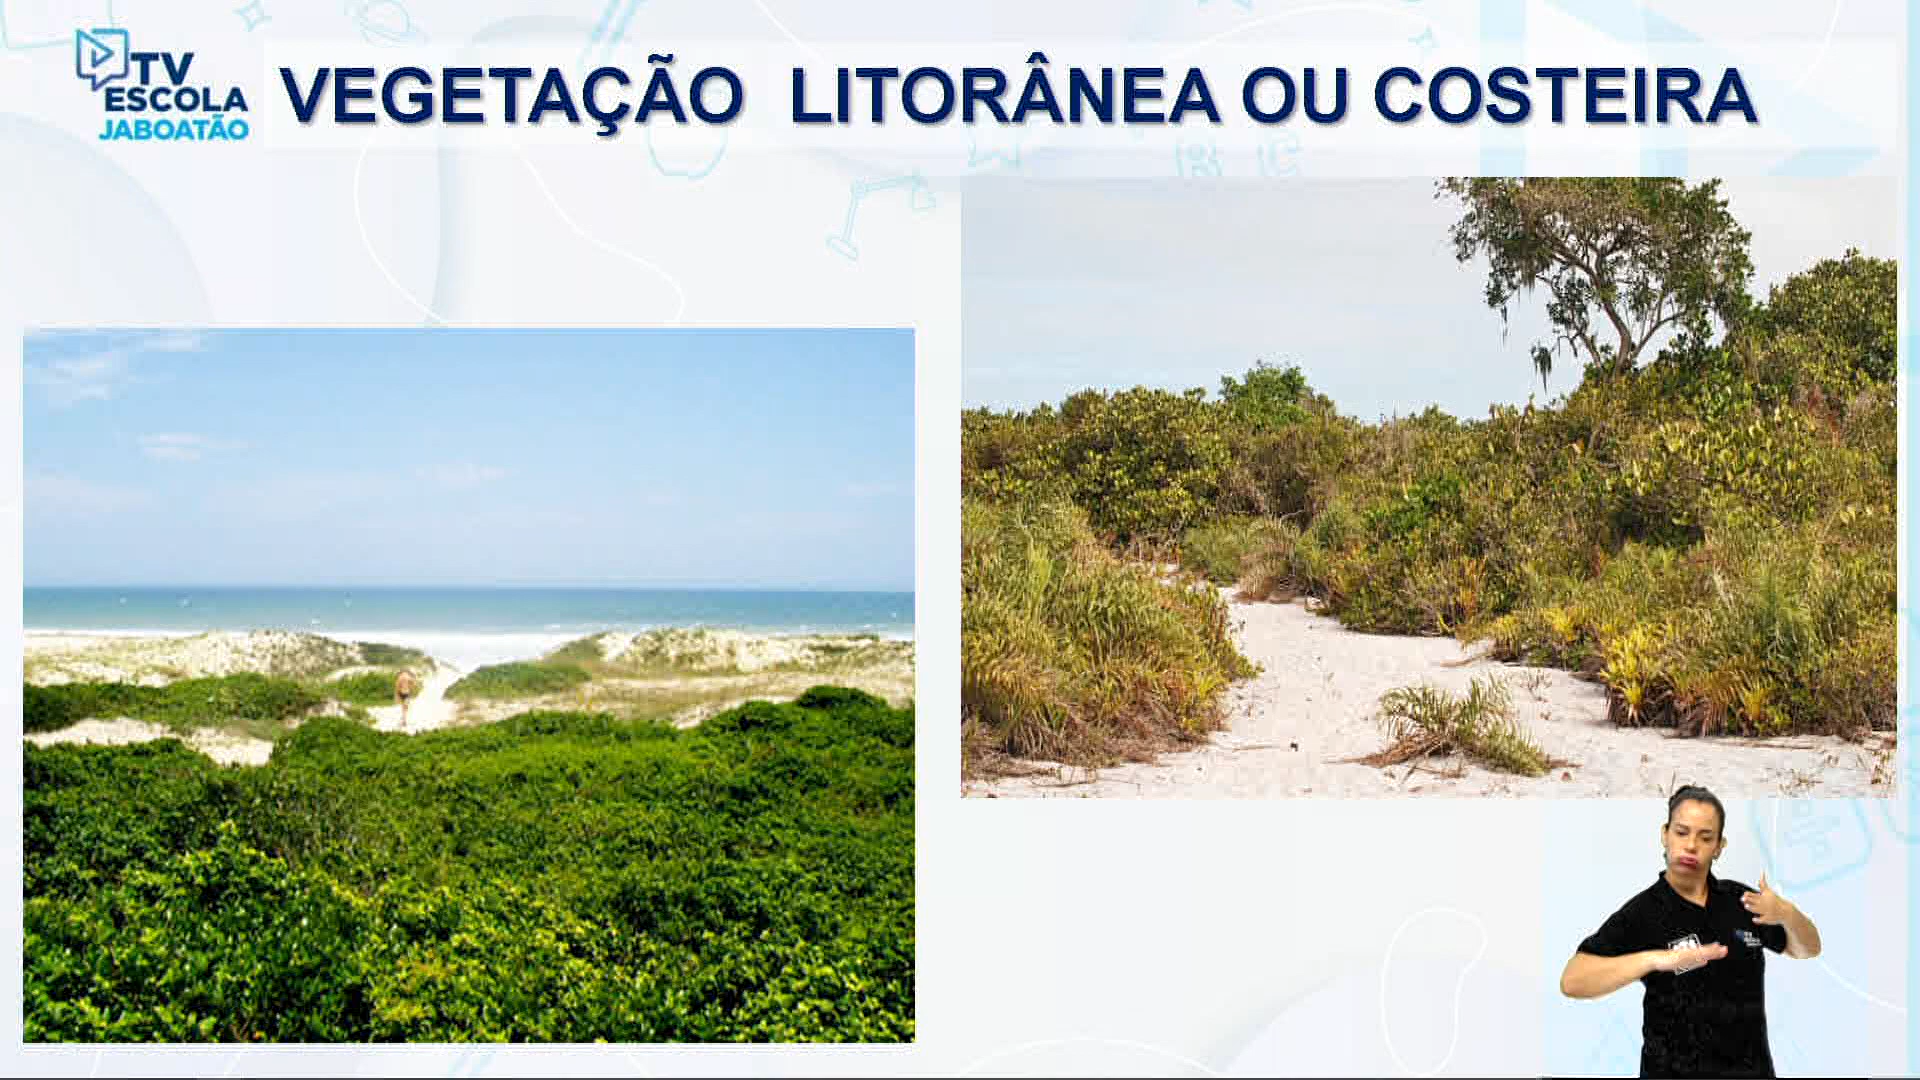 TV
ESCOLA
JABOATÃO
VEGETAÇÃO LITORÂNEA OU COSTEIRA
B C